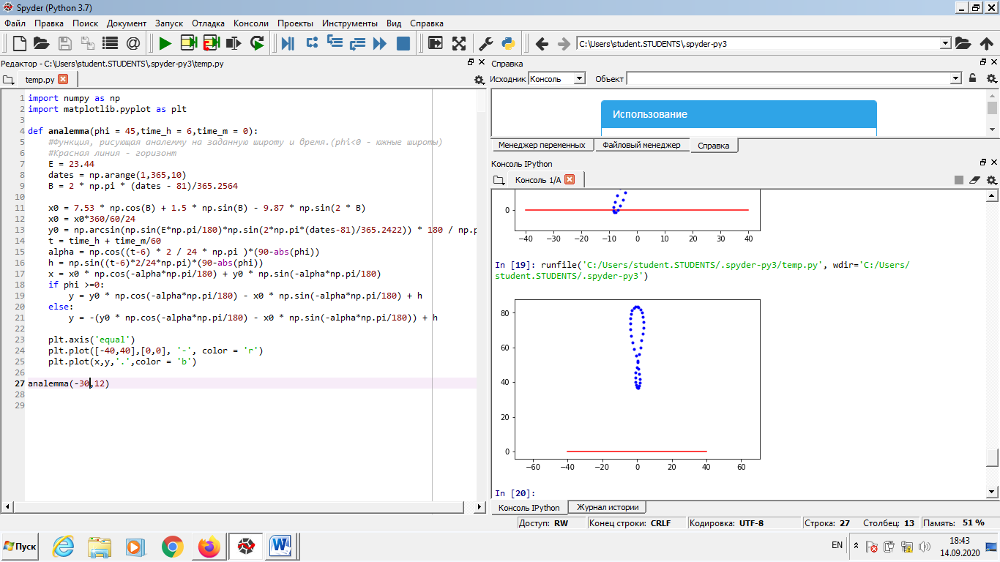 Spyder (Python 3.7)
Файл Правка Поиск Документ Запуск Отладка Консоли Проекты Инструменты Вид Справка
C:\Users\student.STUDENTS\.spyder-py3
Редактор - C:\Users\student.STUDENTS\.spyder-py3\temp.py
temp.py
1 import numpy as np
2 import matplotlib.pyplot as plt
3
4 def analemma(phi = 45,time_h = 6,time_m = 0):
5 #Функция, рисующая аналемму на заданную широту и время.(phi<0 - южные широты)
6 #Красная линия - горизонт
7 E = 23.44
8 dates = np.arange(1,365,10)
9 B = 2 * np.pi * (dates - 81)/365.2564
10
11 x0 = 7.53 * np.cos(B) + 1.5 * np.sin(B) - 9.87 * np.sin(2 * B)
12 x0 = x0*360/60/24
13 y0 = np.arcsin(np.sin(E*np.pi/180)*np.sin(2*np.pi*(dates-81)/365.2422)) * 180 / np.p
14 t = time_h + time_m/60
15 alpha = np.cos((t-6) * 2 / 24 * np.pi )*(90-abs(phi))
16 h = np.sin((t-6)*2/24*np.pi)*(90-abs(phi))
17 x = x0 * np.cos(-alpha*np.pi/180) + y0 * np.sin(-alpha*np.pi/180)
18 if phi >=0:
19 y = y0 * np.cos(-alpha*np.pi/180) - x0 * np.sin(-alpha*np.pi/180) + h
20 else:
21 y = -(y0 * np.cos(-alpha*np.pi/180) - x0 * np.sin(-alpha*np.pi/180)) + h
22
23 plt.axis('equal')
24 plt.plot([-40,40],[0,0], '-', color = 'r')
25 plt.plot(x,y,'.',color = 'b')
26
27 analemma(-30,12)
28
29
Справка
Исходник Консоль Объект
Использование
Менеджер переменных Файловый менеджер Справка
Консоль IPython
Консоль 1/A
0
−40 −30 −20 −10 0 10 20 30 40
In [19]: runfile('C:/Users/student.STUDENTS/.spyder-py3/temp.py', wdir='C:/Users/
student.STUDENTS/.spyder-py3')
80
60
40
20
0
−60 −40 −20 0 20 40 60
In [20]:
Консоль IPython Журнал истории
Доступ: RW Конец строки: CRLF Кодировка: UTF-8 Строка: 27 Столбец: 13 Память: 51 %
Пуск
EN
18:43
14.09.2020